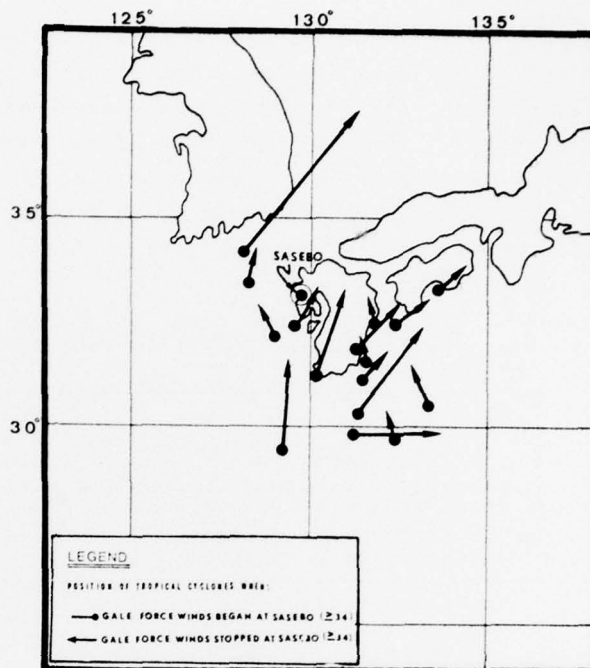 125° 130° 135°
35°
SASEBO
30°
LEGEND
POSITION OF TROPICAL CYCLONES WHEN:
GALE FORCE WINDS BEGAN AT SASEBO (≥34)
GALE FORCE WINDS STOPPED AT SASEBO (≥34)